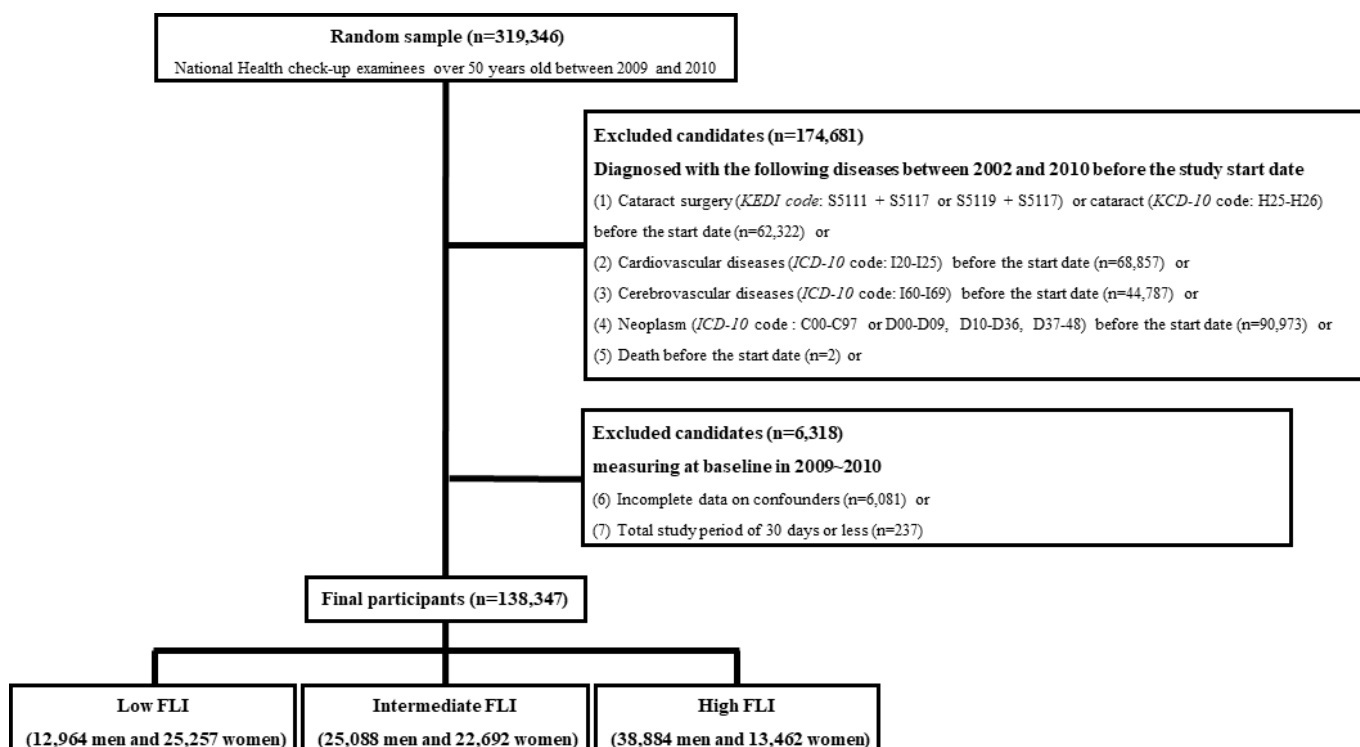 Random sample (n=319,346)
National Health check-up examinees over 50 years old between 2009 and 2010
Excluded candidates (n=174,681)
Diagnosed with the following diseases between 2002 and 2010 before the study start date
(1) Cataract surgery (KEDI code: S5111 + S5117 or S5119 + S5117) or cataract (KCD-10 code: H25-H26)
before the start date (n=62,322) or
(2) Cardiovascular diseases (ICD-10 code: I20-I25) before the start date (n=68,857) or
(3) Cerebrovascular diseases (ICD-10 code: I60-I69) before the start date (n=44,787) or
(4) Neoplasm (ICD-10 code : C00-C97 or D00-D09, D10-D36, D37-48) before the start date (n=90,973) or
(5) Death before the start date (n=2) or
Excluded candidates (n=6,318)
measuring at baseline in 2009~2010
(6) Incomplete data on confounders (n=6,081) or
(7) Total study period of 30 days or less (n=237)
Final participants (n=138,347)
Low FLI
(12,964 men and 25,257 women)
Intermediate FLI
(25,088 men and 22,692 women)
High FLI
(38,884 men and 13,462 women)